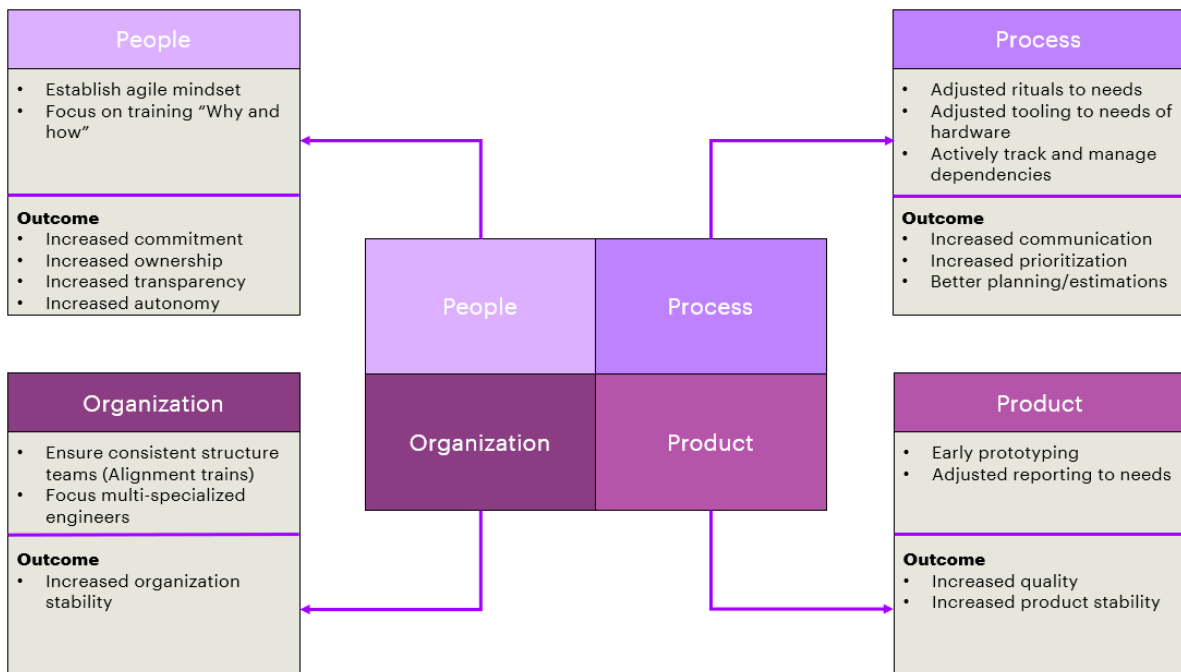 People
• Establish agile mindset
• Focus on training “Why and
how”
Outcome
• Increased commitment
• Increased ownership
• Increased transparency
• Increased autonomy
Process
• Adjusted rituals to needs
• Adjusted tooling to needs of
hardware
• Actively track and manage
dependencies
Outcome
• Increased communication
• Increased prioritization
• Better planning/estimations
People
Process
Organization
Product
Organization
• Ensure consistent structure
teams (Alignment trains)
• Focus multi-specialized
engineers
Outcome
• Increased organization
stability
Product
• Early prototyping
• Adjusted reporting to needs
Outcome
• Increased quality
• Increased product stability